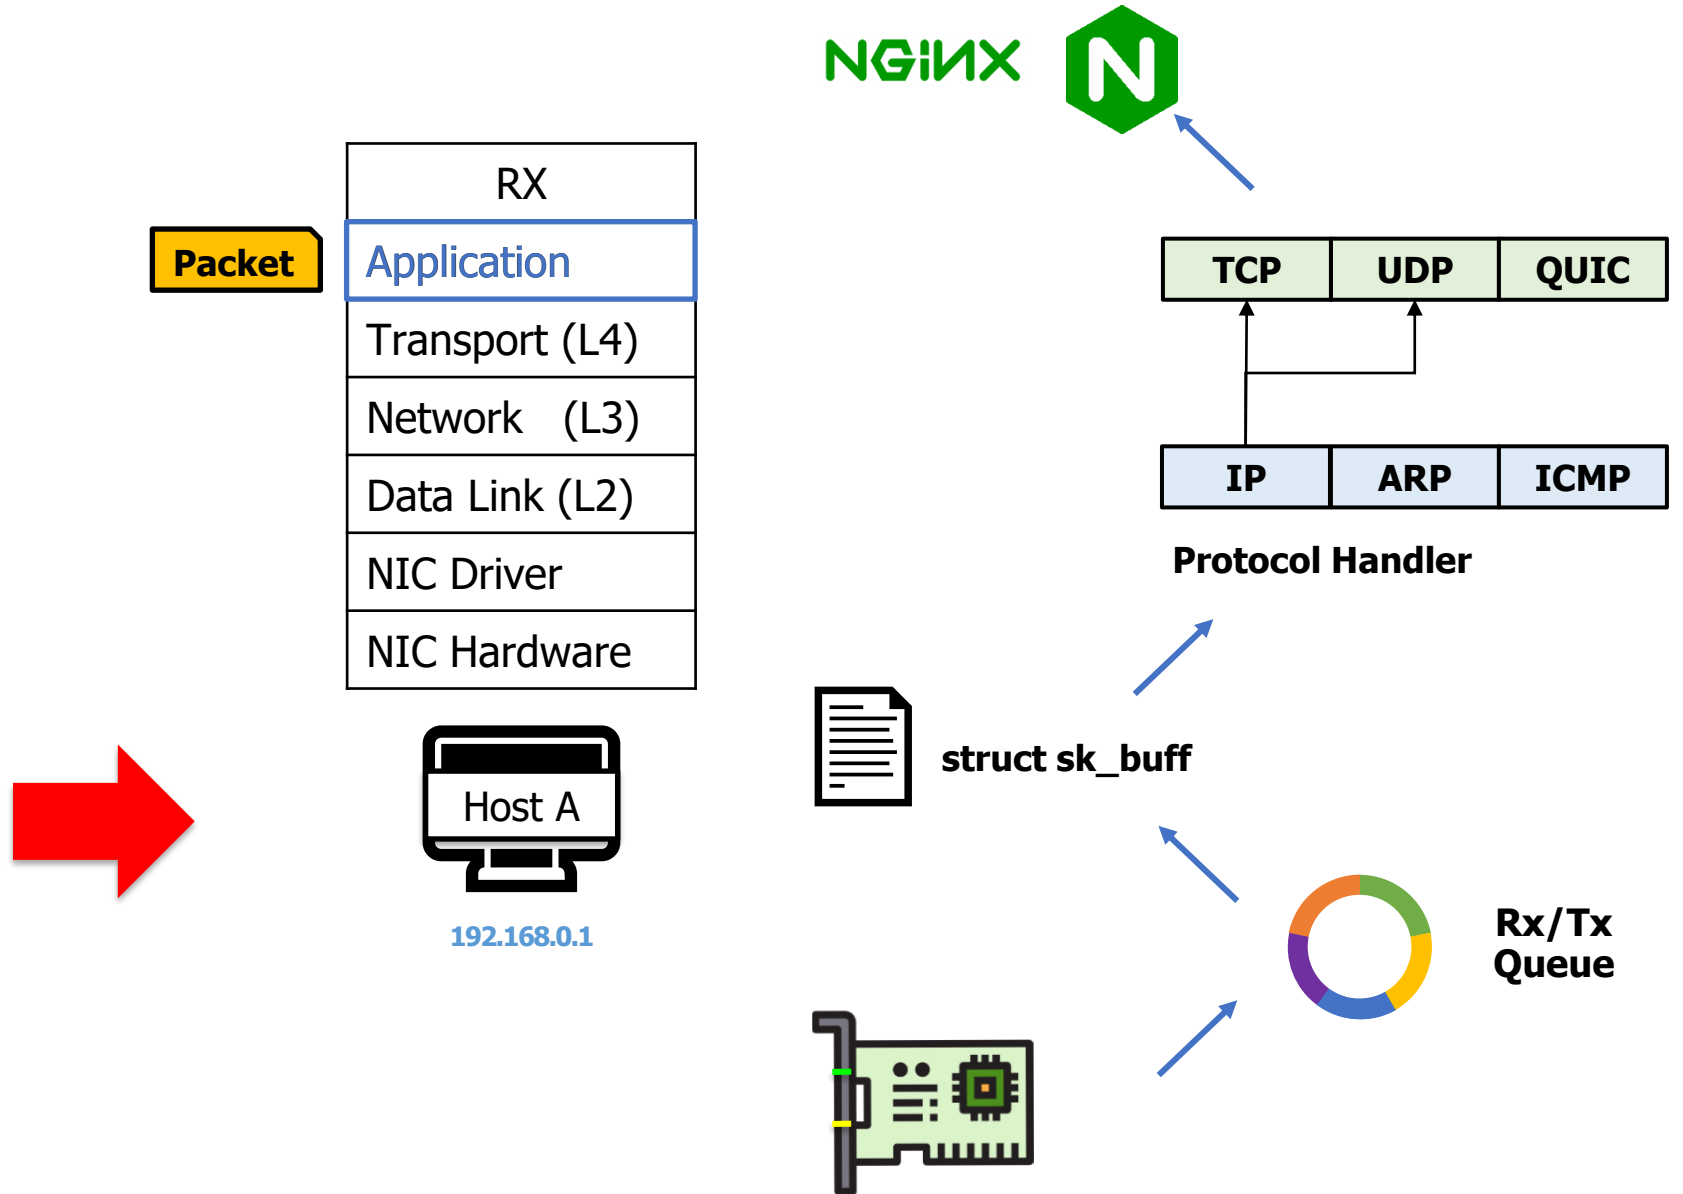 NGINX
N
RX
Packet
Application
Transport (L4)
Network (L3)
Data Link (L2)
NIC Driver
NIC Hardware
Host A
192.168.0.1
TCP UDP QUIC
IP ARP ICMP
Protocol Handler
struct sk_buff
Rx/Tx
Queue